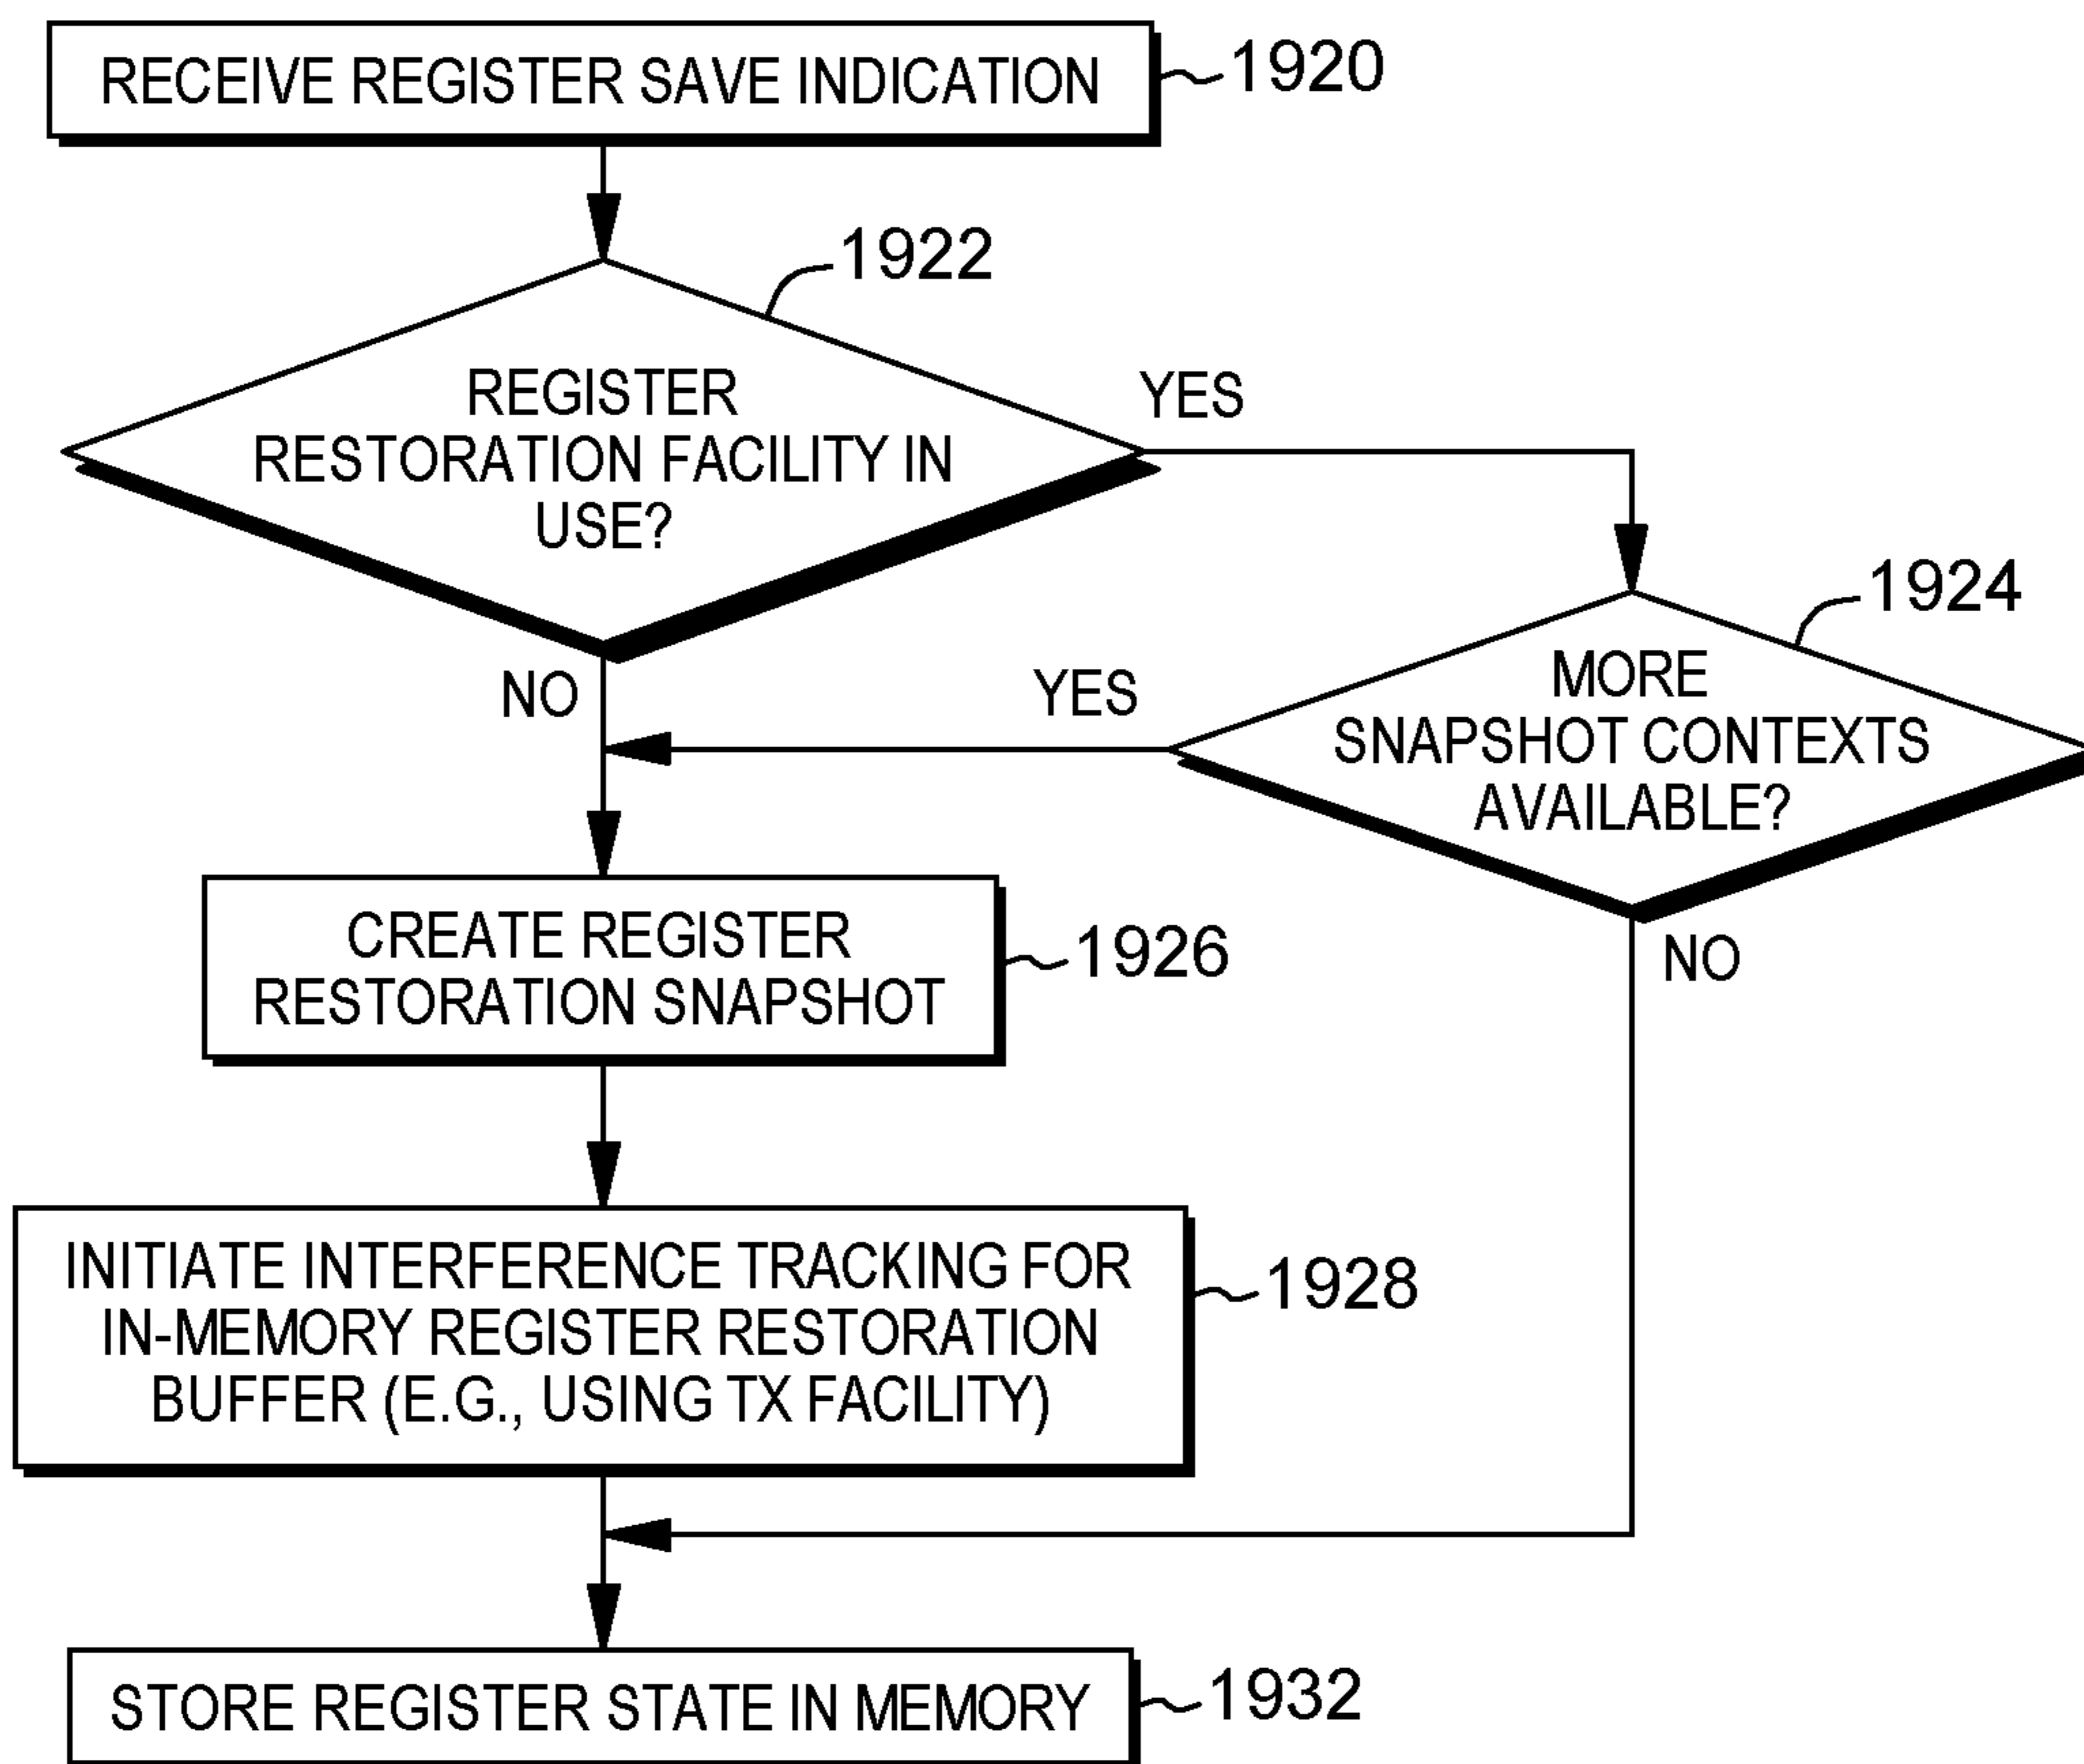 RECEIVE REGISTER SAVE INDICATION
1920
1922
REGISTER
RESTORATION FACILITY IN
USE?
YES
NO
1924
MORE
SNAPSHOT CONTEXTS
AVAILABLE?
YES
NO
CREATE REGISTER
RESTORATION SNAPSHOT
1926
INITIATE INTERFERENCE TRACKING FOR
IN-MEMORY REGISTER RESTORATION
BUFFER (E.G., USING TX FACILITY)
1928
STORE REGISTER STATE IN MEMORY
1932